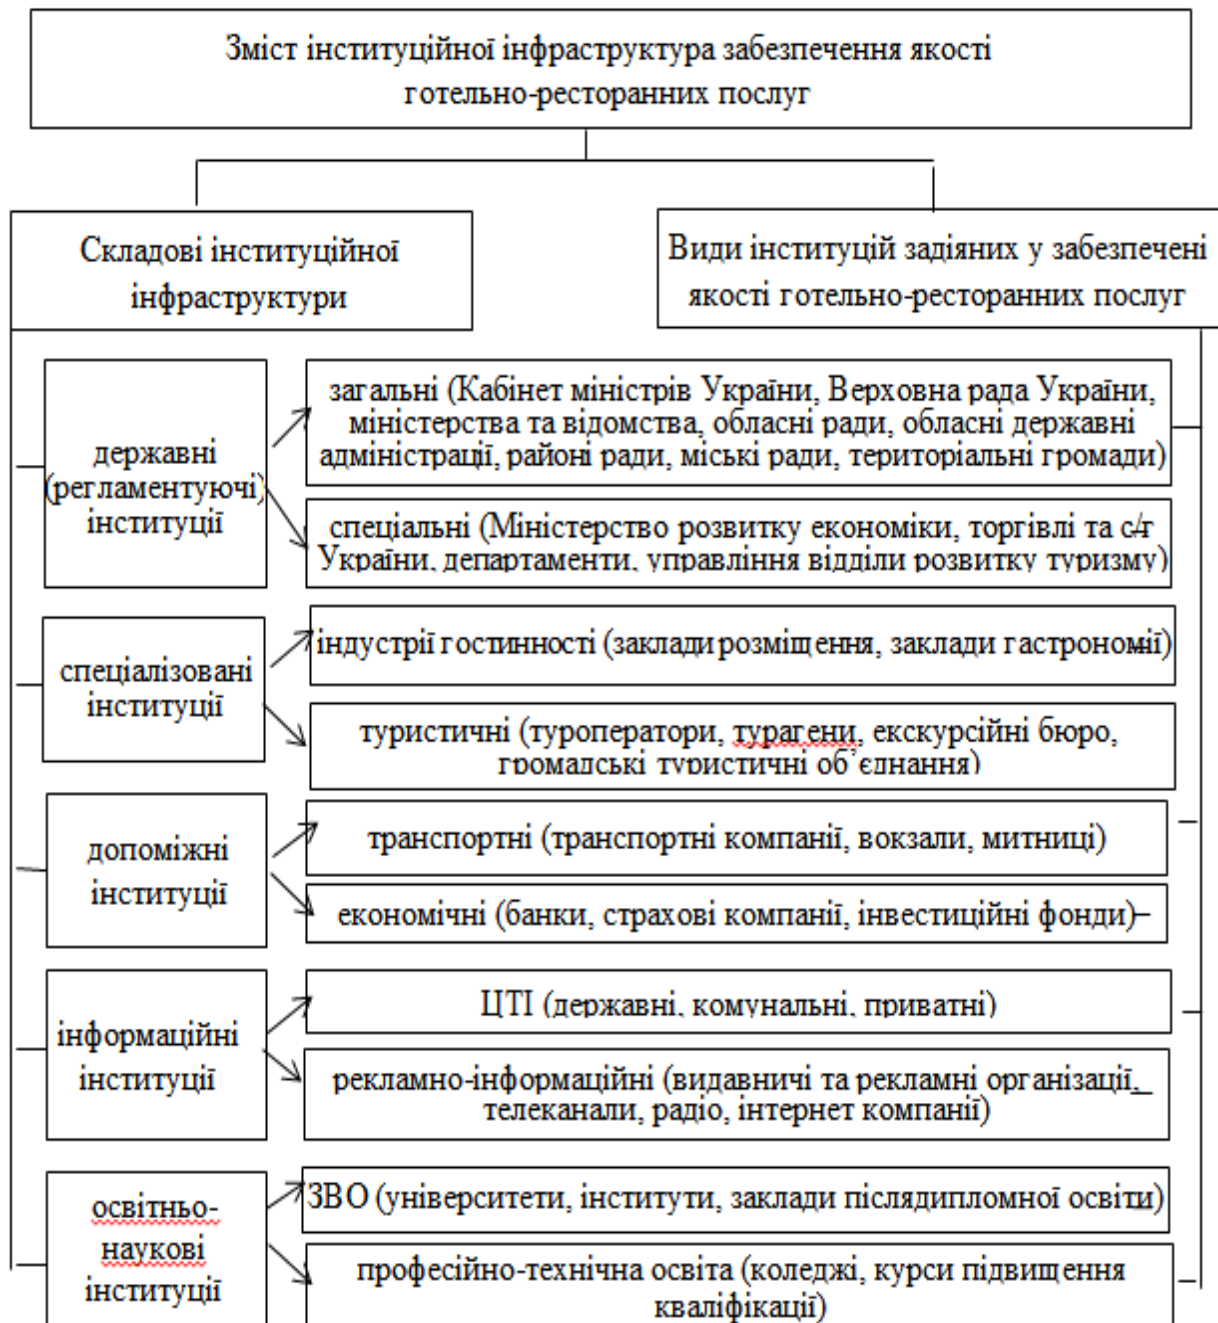 Зміст інституційної інфраструктура забезпечення якості
готельно-ресторанних послуг
Складові інституційної
інфраструктури
Види інституцій задіяних у забезпечені
якості готельно-ресторанних послуг
державні
(регламентуючі)
інституції
загальні (Кабінет міністрів України, Верховна рада України,
міністерства та відомства, обласні ради, обласні державні
адміністрації, районі ради, міські ради, територіальні громади)
спеціальні (Міністерство розвитку економіки, торгівлі та с/г
України, департаменти, управління відділи розвитку туризму)
спеціалізовані
інституції
індустрії гостинності (заклади розміщення, заклади гастрономії)
туристичні (туроператори, турагени, екскурсійні бюро,
громадські туристичні об’єднання)
допоміжні
інституції
транспортні (транспортні компанії, вокзали, митниці)
економічні (банки, страхові компанії, інвестиційні фонди)
інформаційні
інституції
ЦТІ (державні, комунальні, приватні)
рекламно-інформаційні (видавничі та рекламні організації,
телеканали, радіо, інтернет компанії)
освітньо-
наукові
інституції
ЗВО (університети, інститути, заклади післядипломної освіти)
професійно-технічна освіта (коледжі, курси підвищення
кваліфікації)